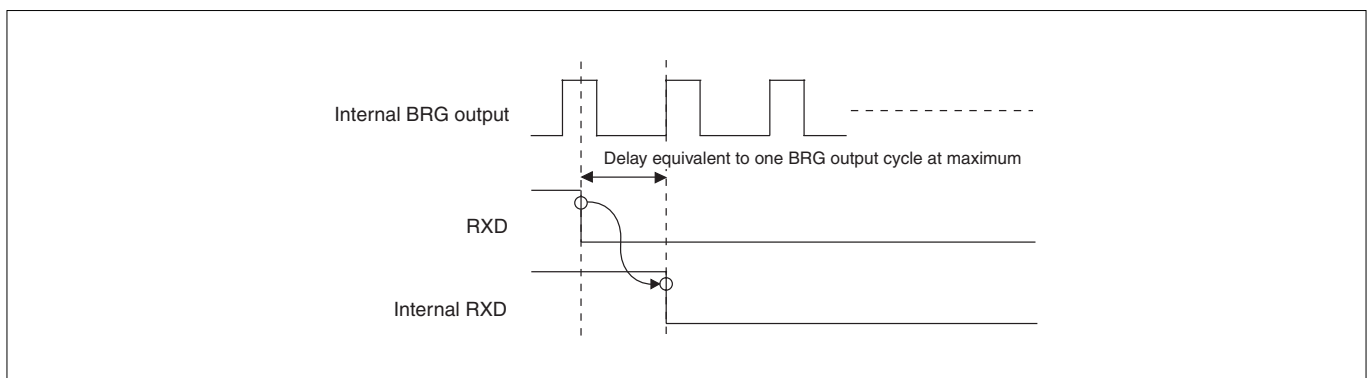 Internal BRG output
Delay equivalent to one BRG output cycle at maximum
RXD
Internal RXD